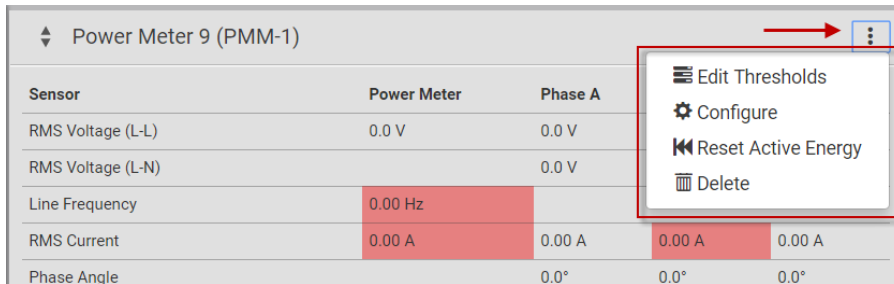 Power Meter 9 (PMM-1)
Edit Thresholds
Configure
Reset Active Energy
Delete
Sensor Power Meter Phase A
RMS Voltage (L-L) 0.0 V 0.0 V
RMS Voltage (L-N) 0.0 V
Line Frequency 0.00 Hz
RMS Current 0.00 A 0.00 A 0.00 A 0.00 A
Phase Angle 0.0° 0.0° 0.0°